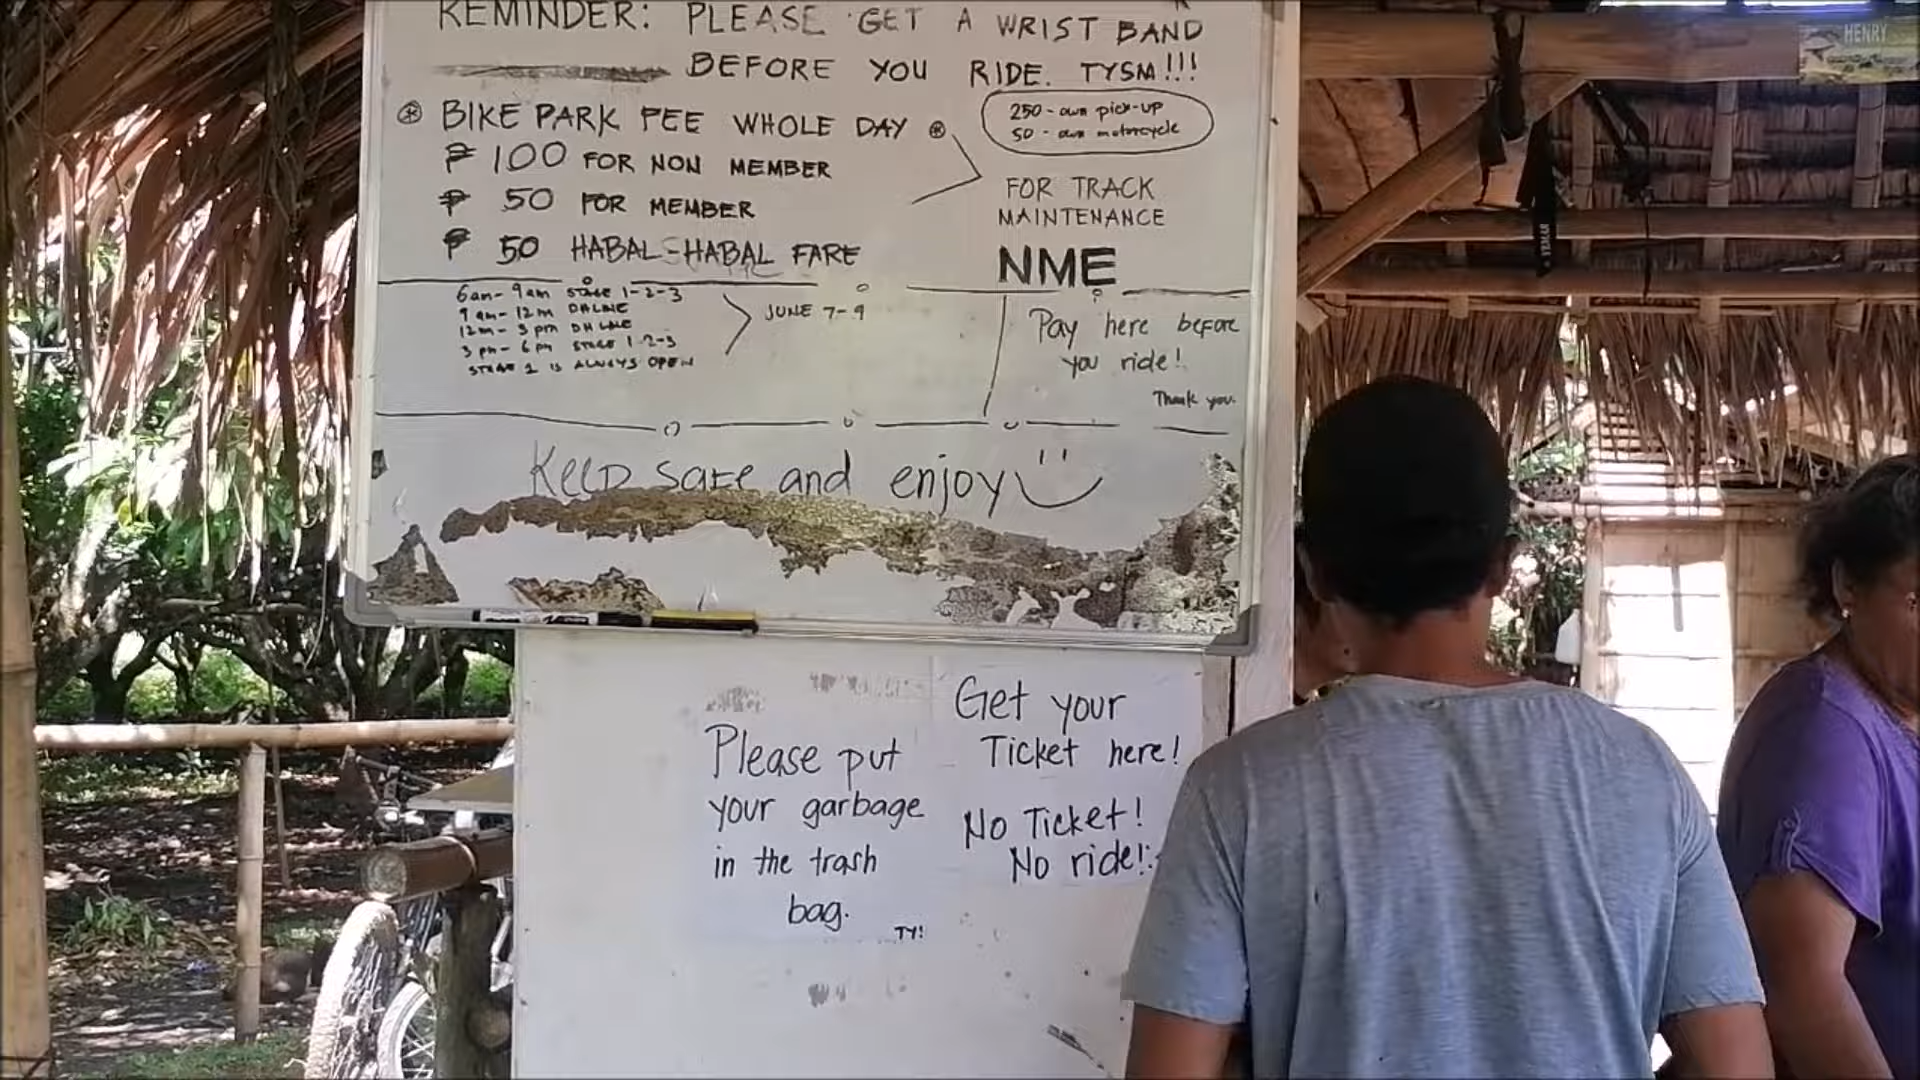 REMINDER: PLEASE GET A WRIST BAND
BEFORE YOU RIDE. TYSM!!!
BIKE PARK FEE WHOLE DAY
₱ 100 FOR NON MEMBER
₱ 50 FOR MEMBER
₱ 50 HABAL-HABAL FARE
250 - own pick-up
50 - own motorcycle
FOR TRACK
MAINTENANCE
NME
6am - 9am STAGE 1-2-3
9am - 12m DH LANE
12m - 3pm DH LANE
3pm - 6pm STAGE 1-2-3
STAGE 1 IS ALWAYS OPEN
JUNE 7-9
Pay here before
you ride!
Thank you.
Keep safe and enjoy
Please put
your garbage
in the trash
bag.
TY!
Get your
Ticket here!
No Ticket!
No ride!
HENRY